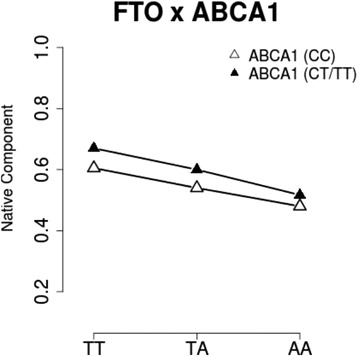 FTO x ABCA1
ABCA1 (CC)
ABCA1 (CT/TT)
Native Component
1.0
0.8
0.6
0.4
0.2
TT TA AA